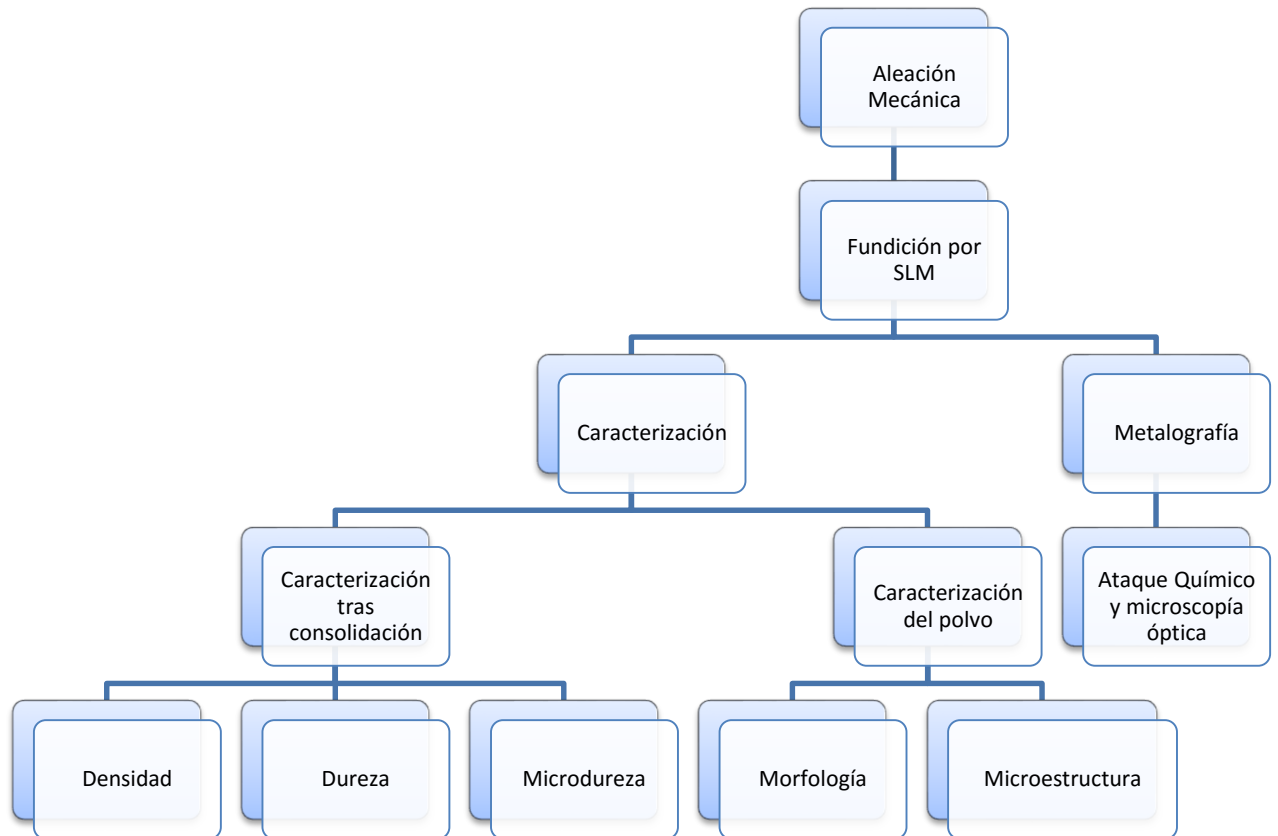 Aleación
Mecánica
Fundición por
SLM
Caracterización
Metalografía
Caracterización
tras
consolidación
Caracterización
del polvo
Ataque Químico
y microscopía
óptica
Densidad
Dureza
Microdureza
Morfología
Microestructura